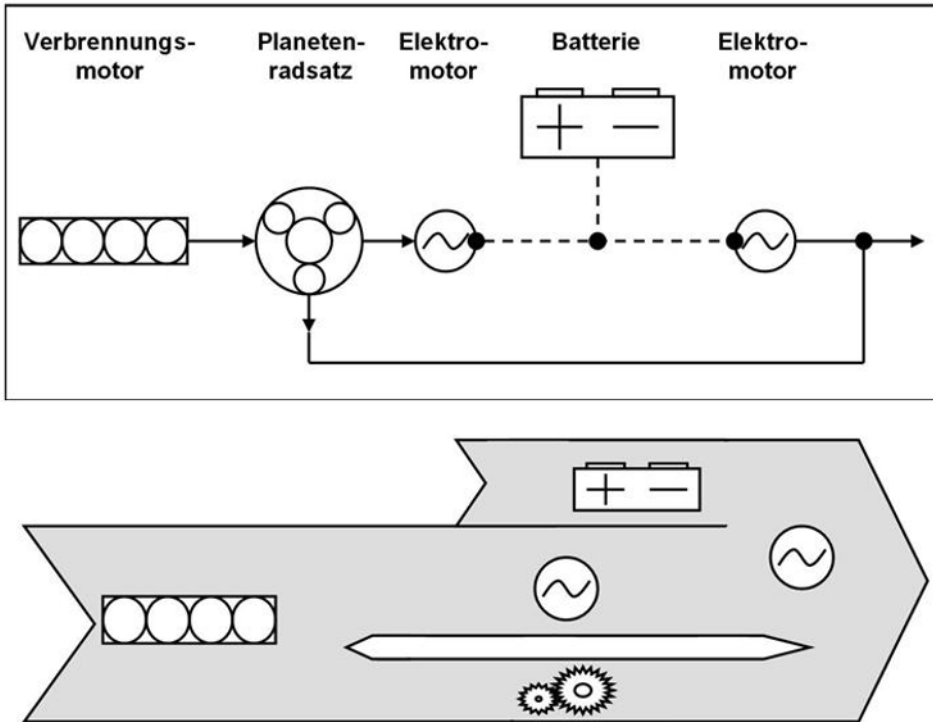 Verbrennungs-
motor
Planeten-
radsatz
Elektro-
motor
Batterie
Elektro-
motor